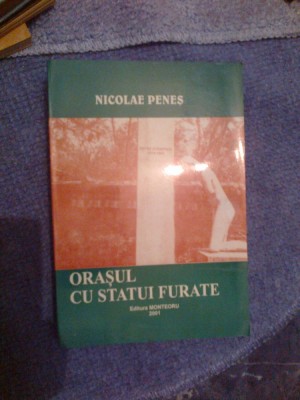 NICOLAE PENEȘ
ORAȘUL
CU STATUI FURATE
Editura MONTEORU
2001